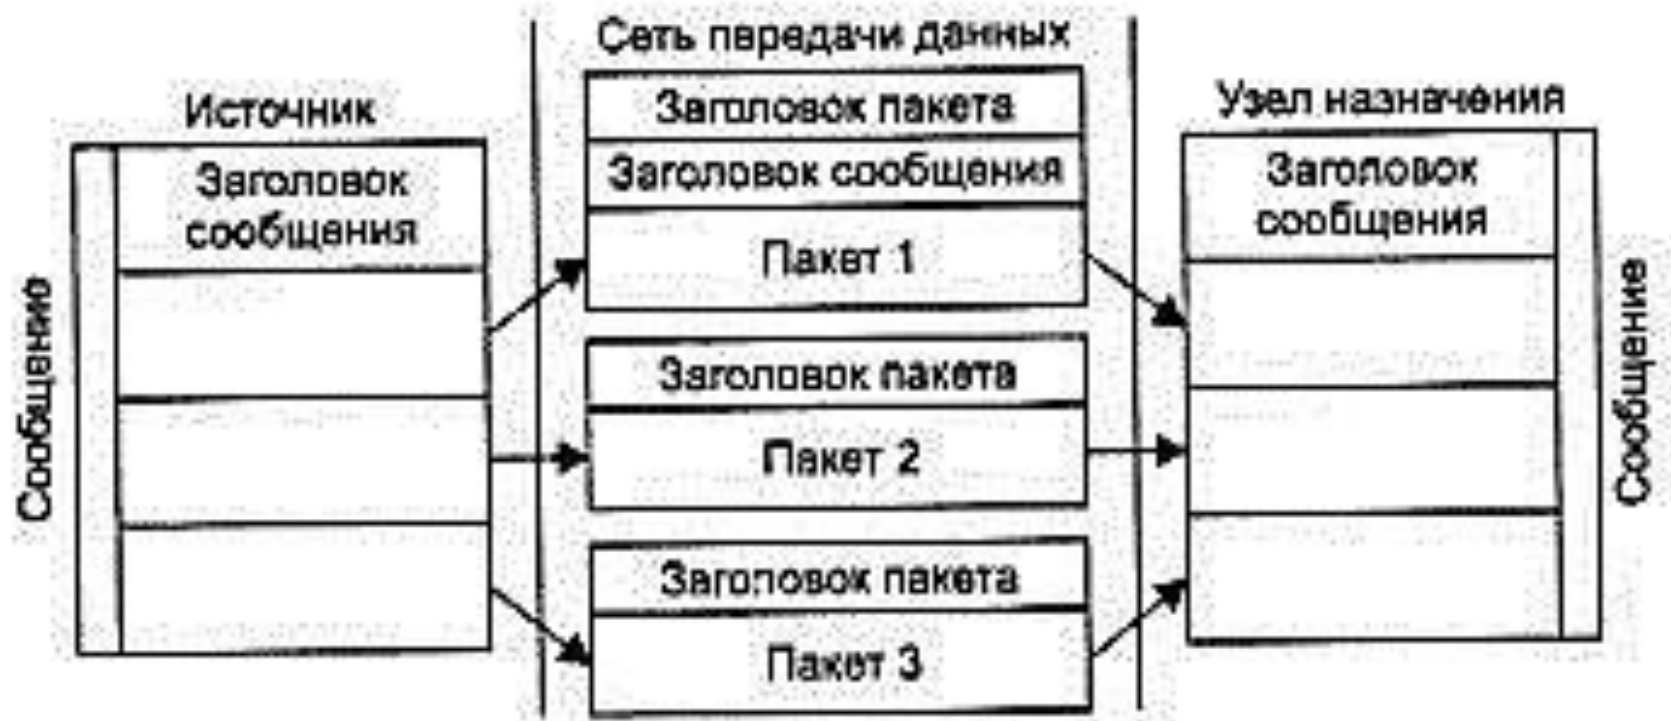 Источник
Сообщение
Заголовок
сообщения
Сеть передачи данных
Заголовок пакета
Заголовок сообщения
Пакет 1
Заголовок пакета
Пакет 2
Заголовок пакета
Пакет 3
Узел назначения
Заголовок
сообщения
Сообщение